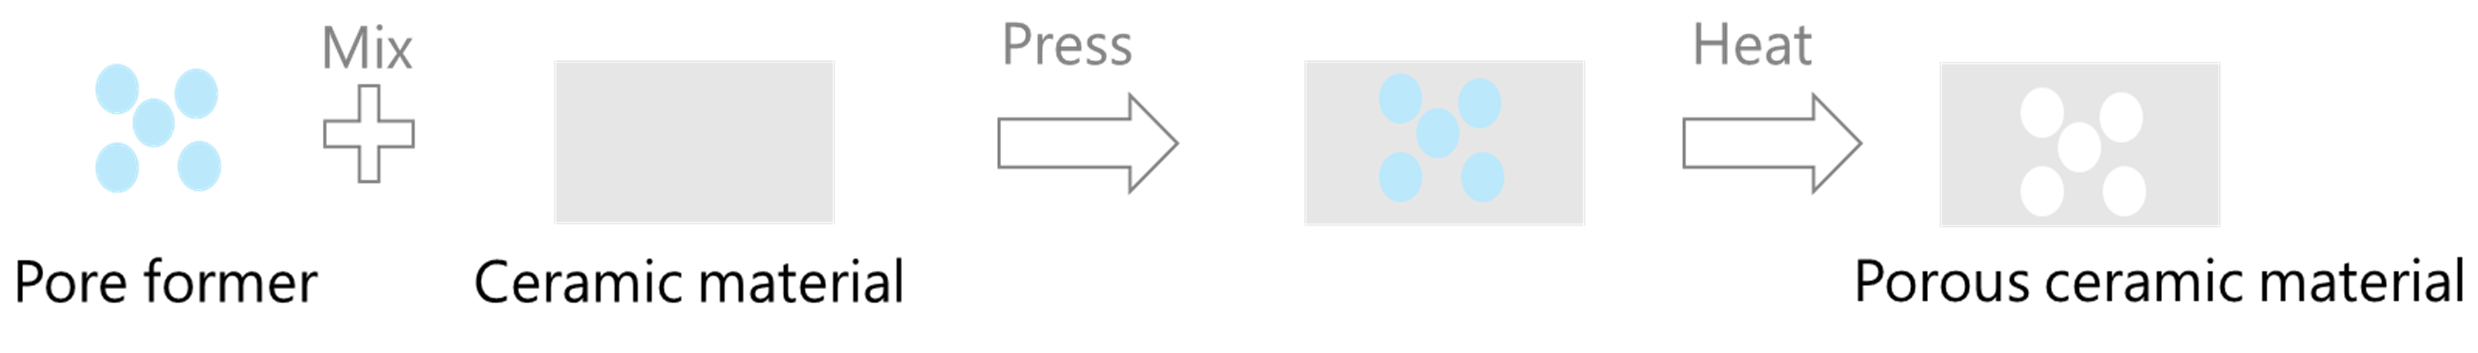 Mix
Press
Heat
Pore former
Ceramic material
Porous ceramic material